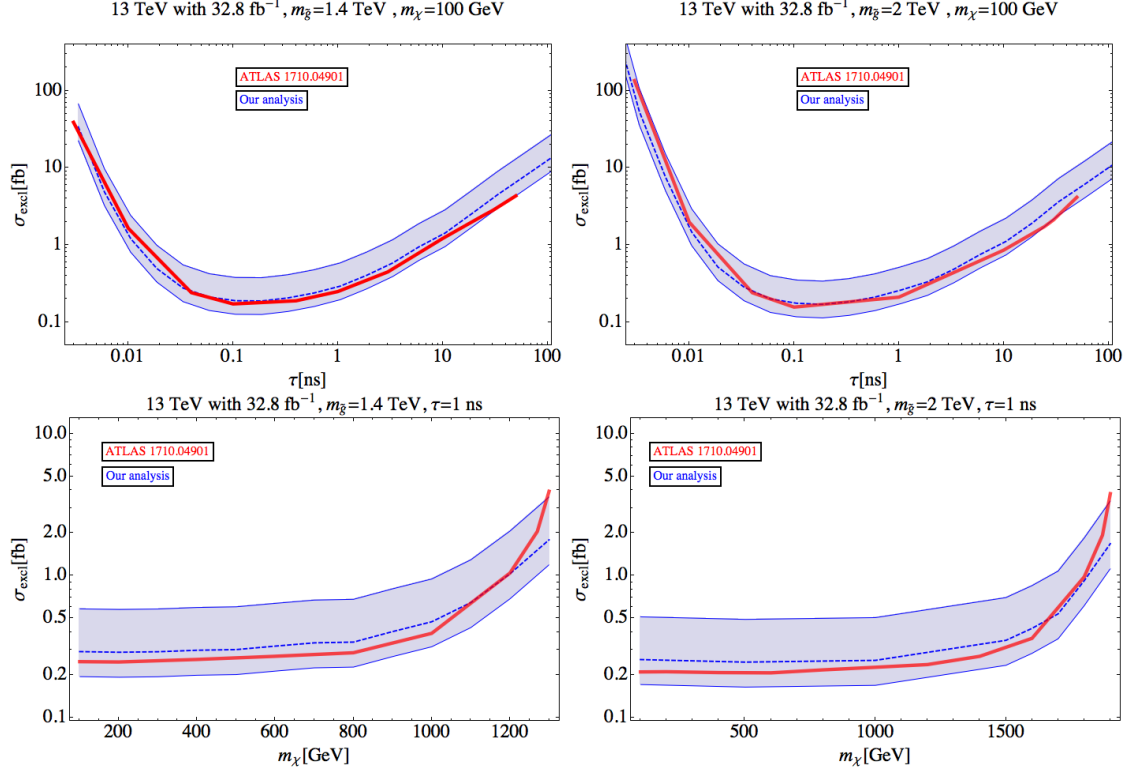 13 TeV with 32.8 fb⁻¹, m_g̃=1.4 TeV , m_χ=100 GeV
ATLAS 1710.04901
Our analysis
σ_excl[fb]
100
10
1
0.1
0.01 0.1 1 10 100
τ[ns]
13 TeV with 32.8 fb⁻¹, m_g̃=2 TeV , m_χ=100 GeV
ATLAS 1710.04901
Our analysis
σ_excl[fb]
100
10
1
0.1
0.01 0.1 1 10 100
τ[ns]
13 TeV with 32.8 fb⁻¹, m_g̃=1.4 TeV, τ=1 ns
ATLAS 1710.04901
Our analysis
σ_excl[fb]
10.0
5.0
2.0
1.0
0.5
0.2
0.1
200 400 600 800 1000 1200
m_χ[GeV]
13 TeV with 32.8 fb⁻¹, m_g̃=2 TeV, τ=1 ns
ATLAS 1710.04901
Our analysis
σ_excl[fb]
10.0
5.0
2.0
1.0
0.5
0.2
0.1
500 1000 1500
m_χ[GeV]